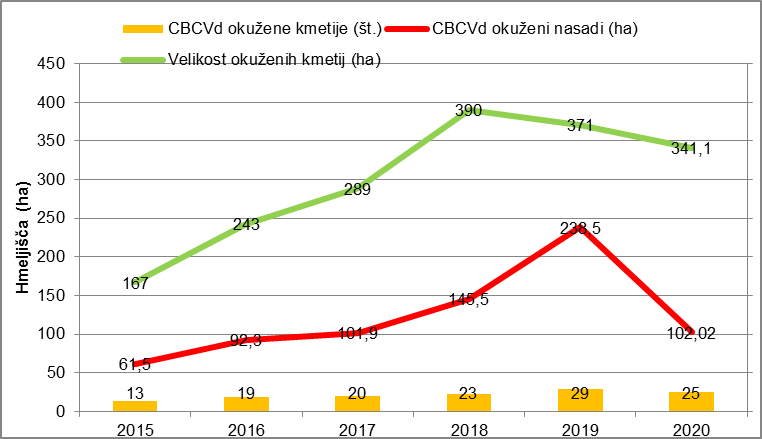 CBCVd okužene kmetije (št.) CBCVd okuženi nasadi (ha)
Velikost okuženih kmetij (ha)
Hmeljišča (ha)
450
400
350
300
250
200
150
100
50
0
167 243 289 390 371 341,1
61,5 92,3 101,9 145,5 238,5 102,02
13 19 20 23 29 25
2015 2016 2017 2018 2019 2020